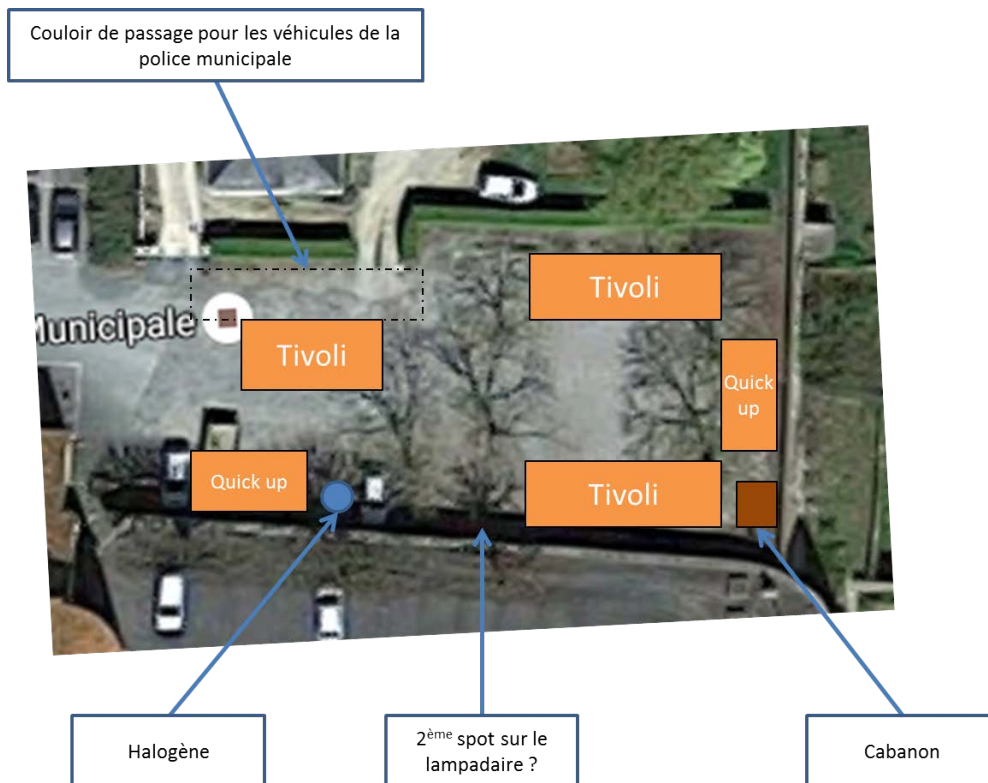 Couloir de passage pour les véhicules de la
police municipale
Tivoli
Municipale
Tivoli
Quick
up
Quick up
Tivoli
Halogène
2ème spot sur le
lampadaire ?
Cabanon